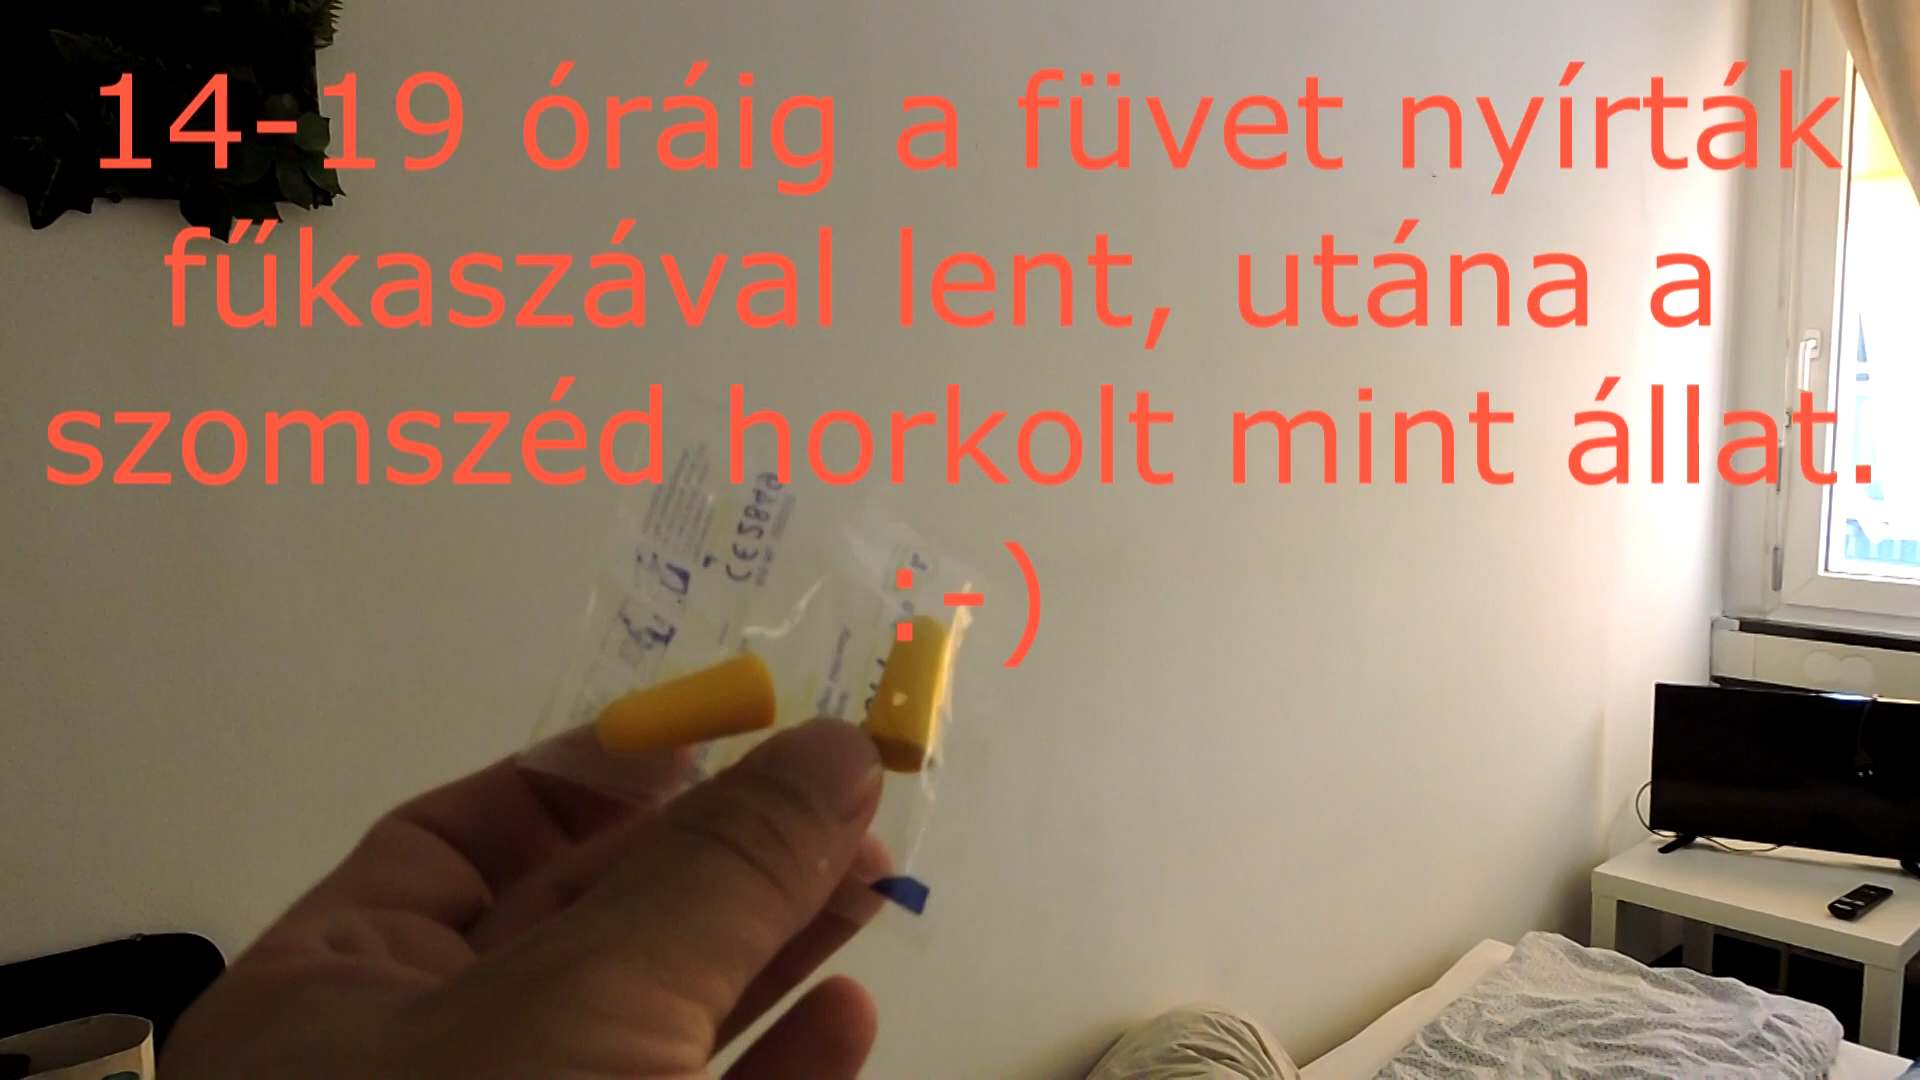 14-19 óráig a füvet nyírták
fűkaszával lent, utána a
szomszéd horkolt mint állat.
:-)